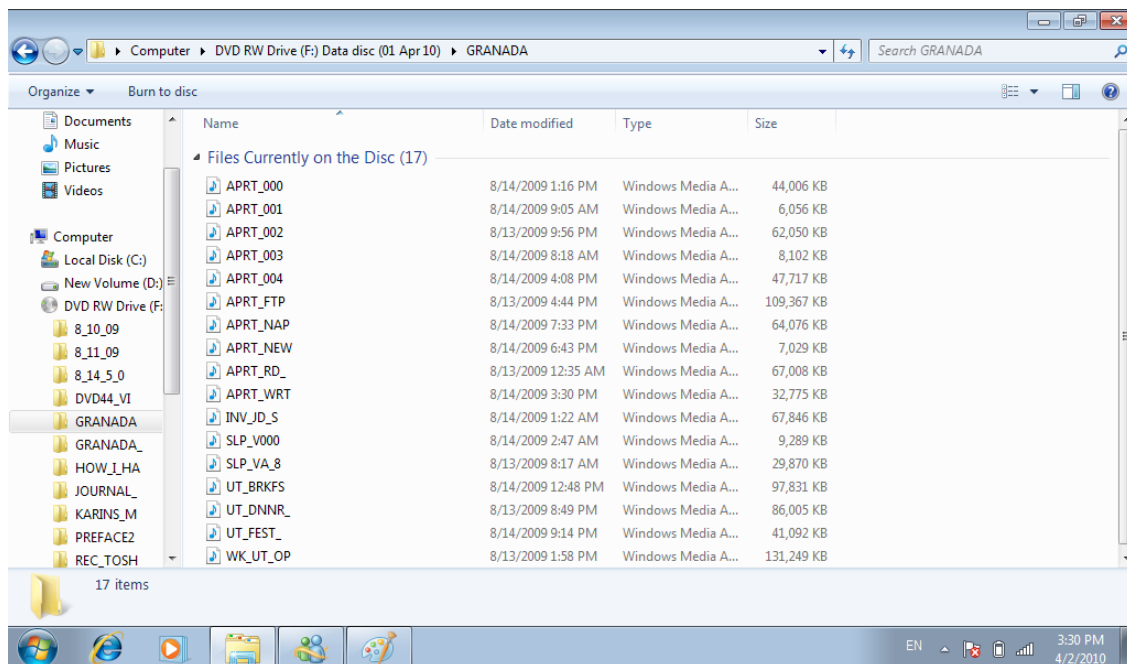 Computer ▸ DVD RW Drive (F:) Data disc (01 Apr 10) ▸ GRANADA
Search GRANADA
Organize Burn to disc
Documents
Music
Pictures
Videos
Computer
Local Disk (C:)
New Volume (D:)
DVD RW Drive (F:
8_10_09
8_11_09
8_14_5_0
DVD44_VI
GRANADA
GRANADA_
HOW_I_HA
JOURNAL_
KARINS_M
PREFACE2
REC_TOSH
Name Date modified Type Size
Files Currently on the Disc (17)
APRT_000 8/14/2009 1:16 PM Windows Media A... 44,006 KB
APRT_001 8/14/2009 9:05 AM Windows Media A... 6,056 KB
APRT_002 8/13/2009 9:56 PM Windows Media A... 62,050 KB
APRT_003 8/14/2009 8:18 AM Windows Media A... 8,102 KB
APRT_004 8/14/2009 4:08 PM Windows Media A... 47,717 KB
APRT_FTP 8/13/2009 4:44 PM Windows Media A... 109,367 KB
APRT_NAP 8/14/2009 7:33 PM Windows Media A... 64,076 KB
APRT_NEW 8/14/2009 6:43 PM Windows Media A... 7,029 KB
APRT_RD_ 8/13/2009 12:35 AM Windows Media A... 67,008 KB
APRT_WRT 8/14/2009 3:30 PM Windows Media A... 32,775 KB
INV_JD_S 8/14/2009 1:22 AM Windows Media A... 67,846 KB
SLP_V000 8/14/2009 2:47 AM Windows Media A... 9,289 KB
SLP_VA_8 8/13/2009 8:17 AM Windows Media A... 29,870 KB
UT_BRKFS 8/14/2009 12:48 PM Windows Media A... 97,831 KB
UT_DNNR_ 8/13/2009 8:49 PM Windows Media A... 86,005 KB
UT_FEST_ 8/14/2009 9:14 PM Windows Media A... 41,092 KB
WK_UT_OP 8/13/2009 1:58 PM Windows Media A... 131,249 KB
17 items
EN
3:30 PM
4/2/2010